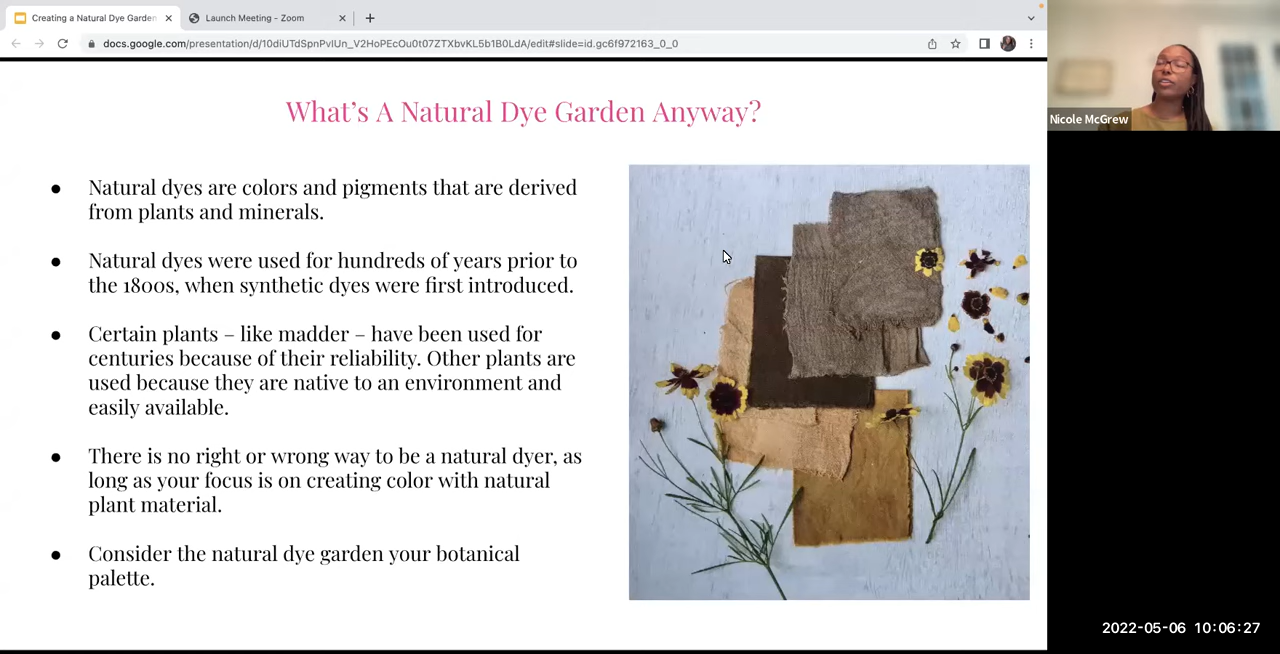 Creating a Natural Dye Garden
Launch Meeting - Zoom
docs.google.com/presentation/d/10diUTdSpnPvIUn_V2HoPEcOu0t07ZTXbvKL5b1B0LdA/edit#slide=id.gc6f972163_0_0
Nicole McGrew
What's A Natural Dye Garden Anyway?
● Natural dyes are colors and pigments that are derived
from plants and minerals.
● Natural dyes were used for hundreds of years prior to
the 1800s, when synthetic dyes were first introduced.
● Certain plants – like madder – have been used for
centuries because of their reliability. Other plants are
used because they are native to an environment and
easily available.
● There is no right or wrong way to be a natural dyer, as
long as your focus is on creating color with natural
plant material.
● Consider the natural dye garden your botanical
palette.
2022-05-06 10:06:27